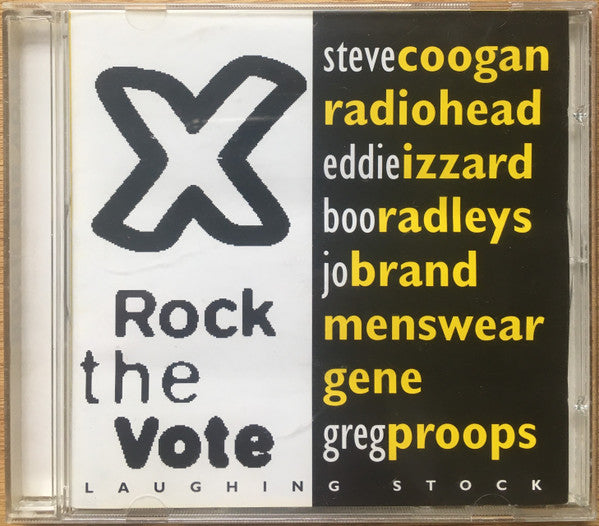 X
Rock
the
Vote
stevecoogan
radiohead
eddieizzard
booradleys
jobrand
menswear
gene
gregproops
LAUGHING STOCK